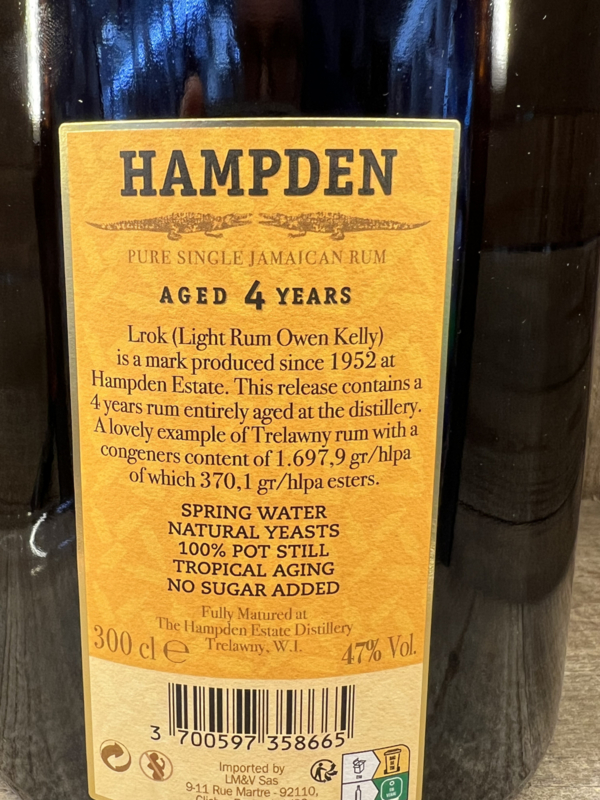 HAMPDEN
PURE SINGLE JAMAICAN RUM
AGED 4 YEARS
Lrok (Light Rum Owen Kelly)
is a mark produced since 1952 at
Hampden Estate. This release contains a
4 years rum entirely aged at the distillery.
A lovely example of Trelawny rum with a
congeners content of 1.697,9 gr/hlpa
of which 370,1 gr/hlpa esters.
SPRING WATER
NATURAL YEASTS
100% POT STILL
TROPICAL AGING
NO SUGAR ADDED
Fully Matured at
The Hampden Estate Distillery
Trelawny, W.I.
300 cl e
47% Vol.
3 700597 358665
Imported by
LM&V Sas
9-11 Rue Martre - 92110,